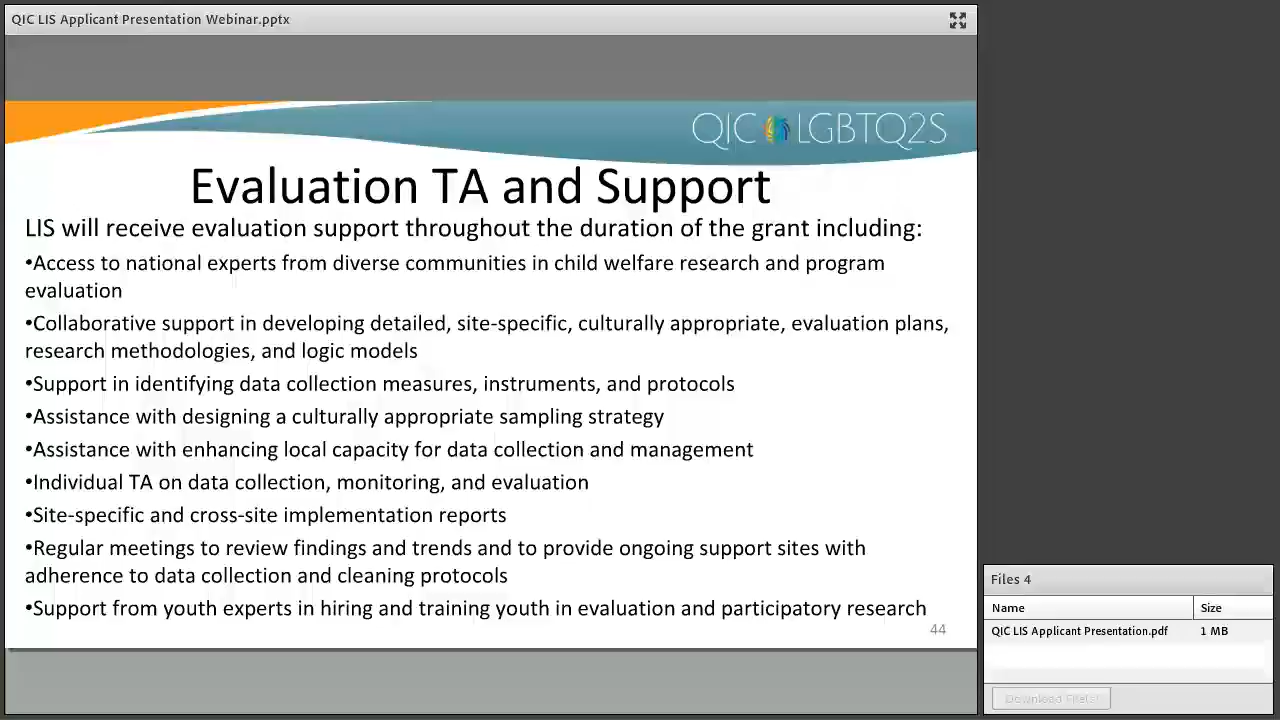 QIC LIS Applicant Presentation Webinar.pptx
QIC LGBTQ2S
Evaluation TA and Support
LIS will receive evaluation support throughout the duration of the grant including:
•Access to national experts from diverse communities in child welfare research and program
evaluation
•Collaborative support in developing detailed, site-specific, culturally appropriate, evaluation plans,
research methodologies, and logic models
•Support in identifying data collection measures, instruments, and protocols
•Assistance with designing a culturally appropriate sampling strategy
•Assistance with enhancing local capacity for data collection and management
•Individual TA on data collection, monitoring, and evaluation
•Site-specific and cross-site implementation reports
•Regular meetings to review findings and trends and to provide ongoing support sites with
adherence to data collection and cleaning protocols
•Support from youth experts in hiring and training youth in evaluation and participatory research
44
Files 4
Name Size
QIC LIS Applicant Presentation.pdf 1 MB
Download File(s)